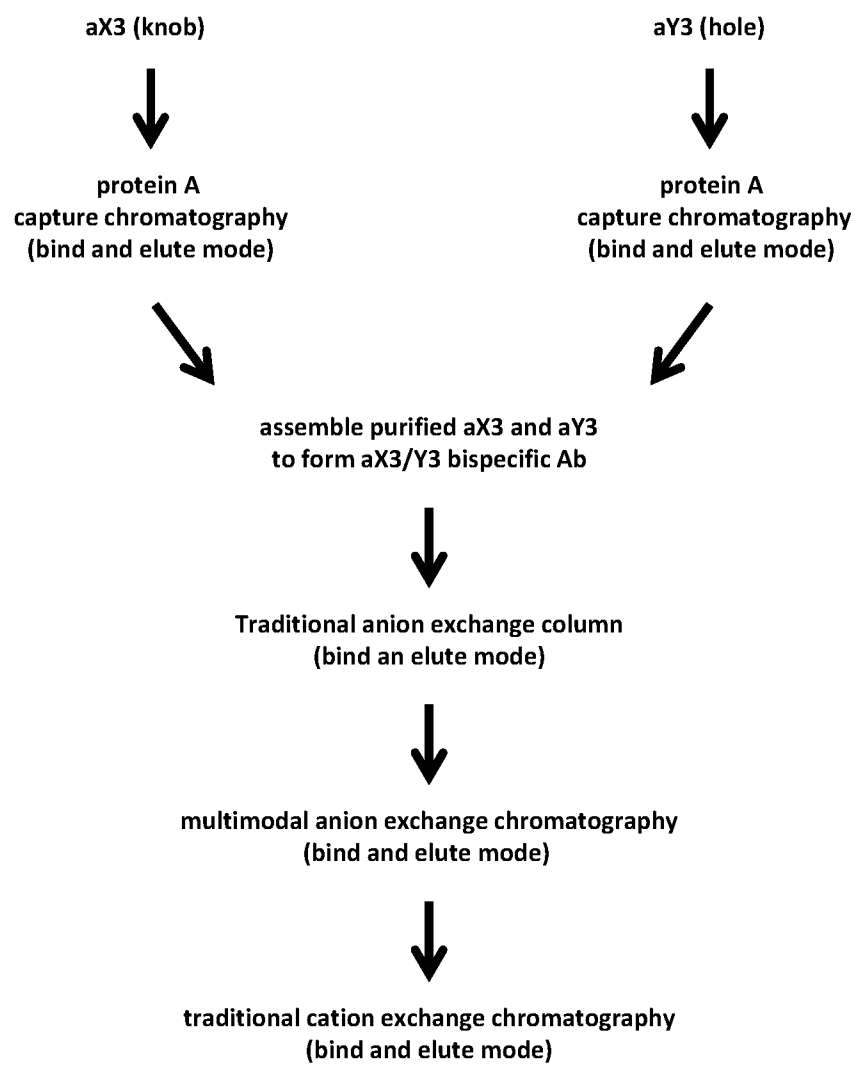 aX3 (knob)
aY3 (hole)
protein A
capture chromatography
(bind and elute mode)
protein A
capture chromatography
(bind and elute mode)
assemble purified aX3 and aY3
to form aX3/Y3 bispecific Ab
Traditional anion exchange column
(bind an elute mode)
multimodal anion exchange chromatography
(bind and elute mode)
traditional cation exchange chromatography
(bind and elute mode)